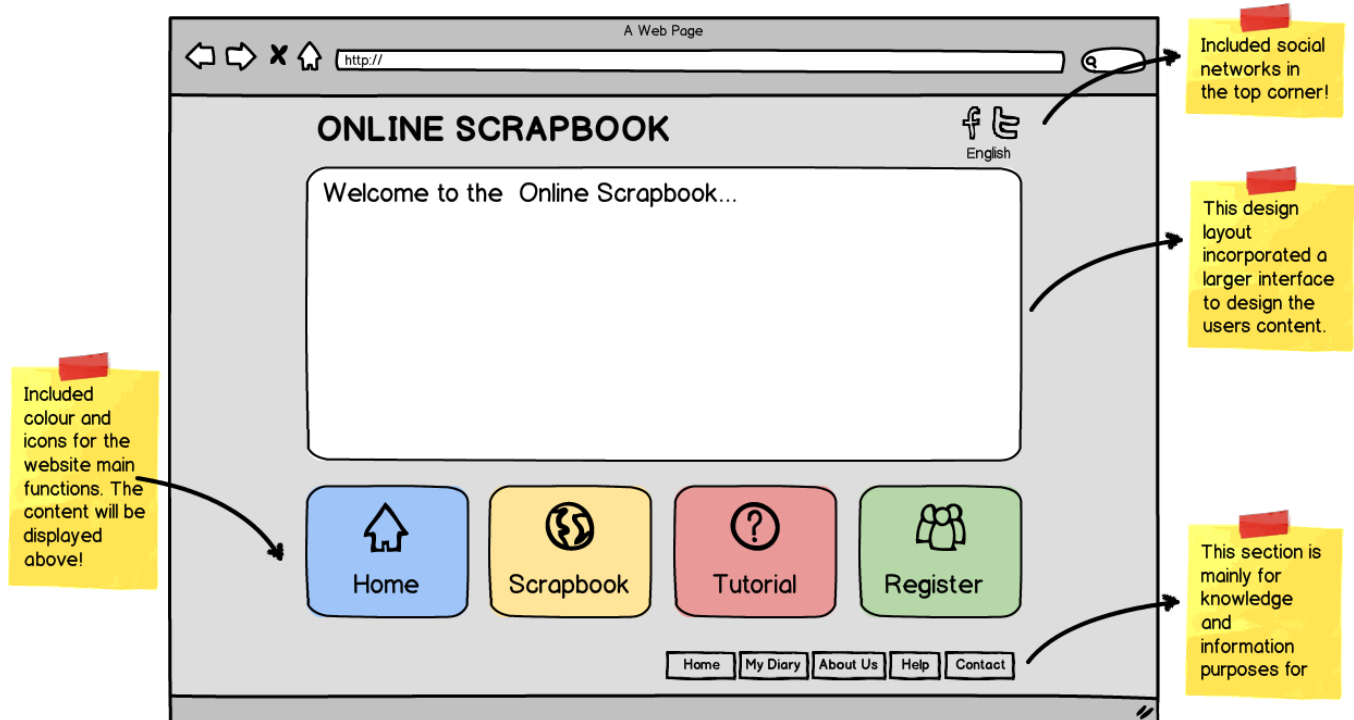 A Web Page
http://
ONLINE SCRAPBOOK
English
Welcome to the Online Scrapbook...
Home
Scrapbook
Tutorial
Register
Home
My Diary
About Us
Help
Contact
Included
colour and
icons for the
website main
functions. The
content will be
displayed
above!
Included social
networks in
the top corner!
This design
layout
incorporated a
larger interface
to design the
users content.
This section is
mainly for
knowledge
and
information
purposes for